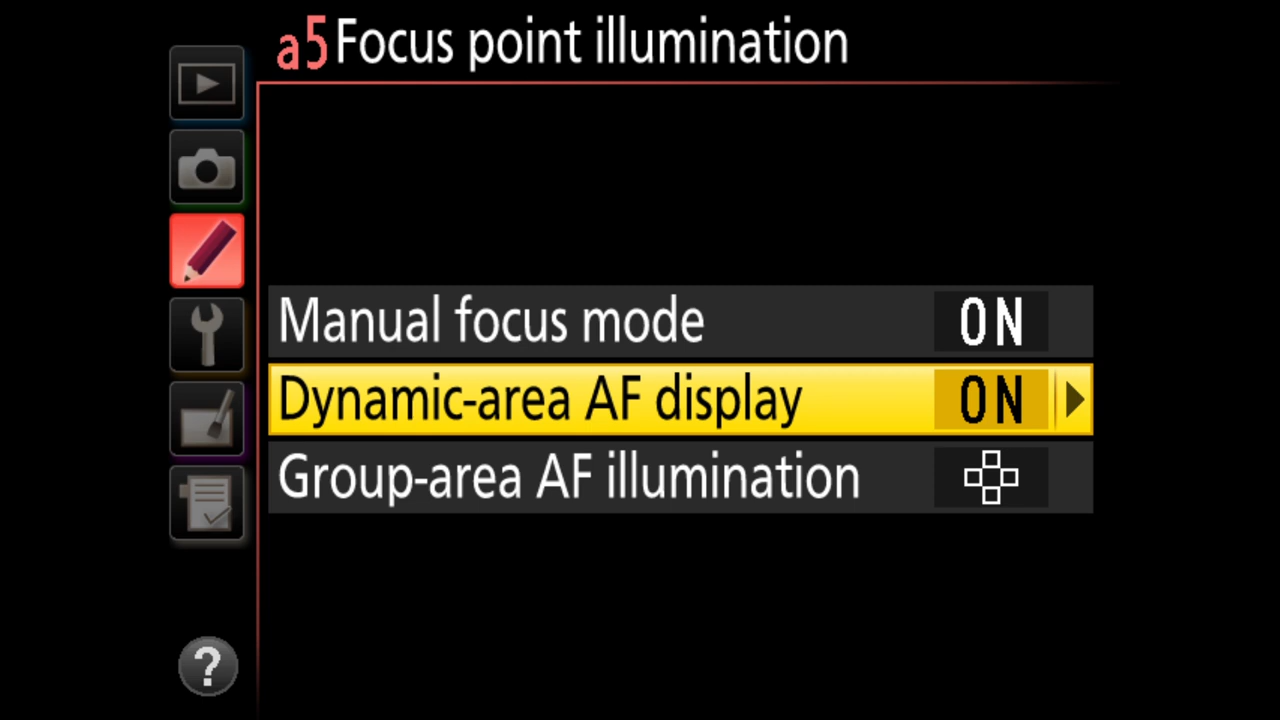 a5 Focus point illumination
Manual focus mode ON
Dynamic-area AF display ON
Group-area AF illumination
?